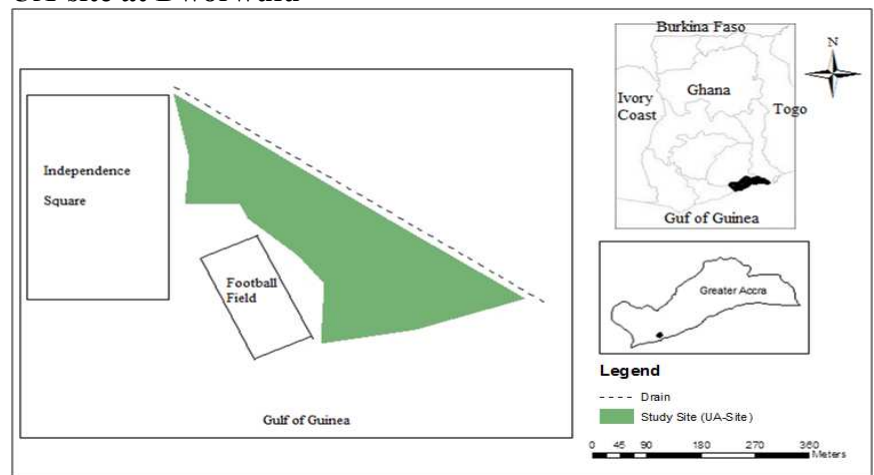 UA site at Dworwulu
Burkina Faso
N
Ghana
Ivory
Coast
Togo
Guf of Guinea
Independence
Square
Football
Field
Gulf of Guinea
Greater Accra
Legend
Drain
Study Site (UA-Site)
0 45 90 180 270 360
Meters